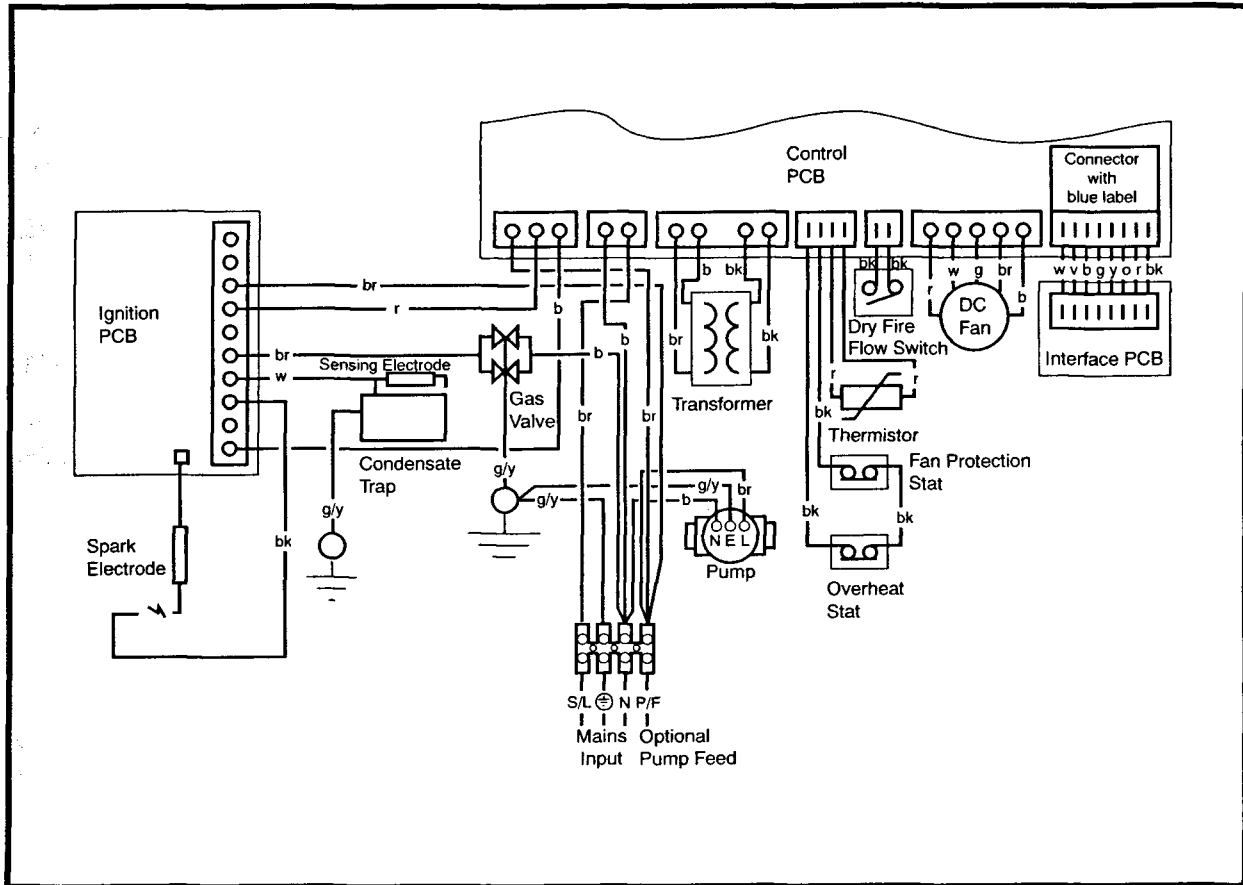 Control
PCB
Connector
with
blue label
Ignition
PCB
br
r
br
w
Sensing Electrode
Condensate
Trap
g/y
bk
Spark
Electrode
Gas
Valve
g/y
g/y
b
b
br
b
br
b
bk
br
bk
Transformer
g/y
b
br
N E L
Pump
bk
bk
Dry Fire
Flow Switch
r
w
g
br
b
DC
Fan
w v b g y o r bk
Interface PCB
r
r
Thermistor
bk
Fan Protection
Stat
bk
bk
Overheat
Stat
S/L
N
P/F
Mains
Input
Optional
Pump Feed